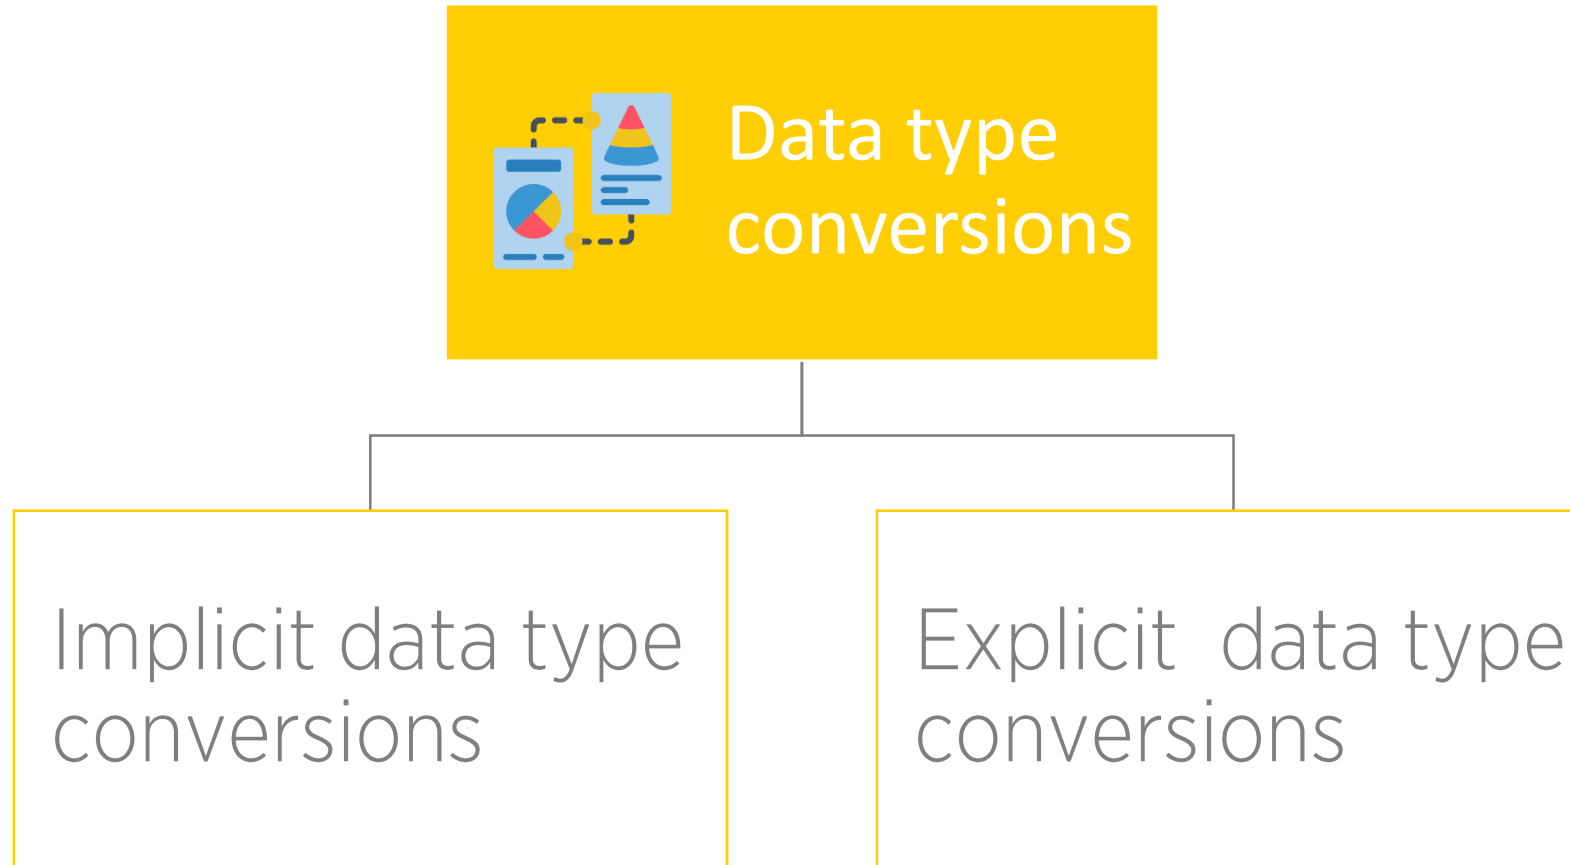 Data type
conversions
Implicit data type
conversions
Explicit  data type
conversions